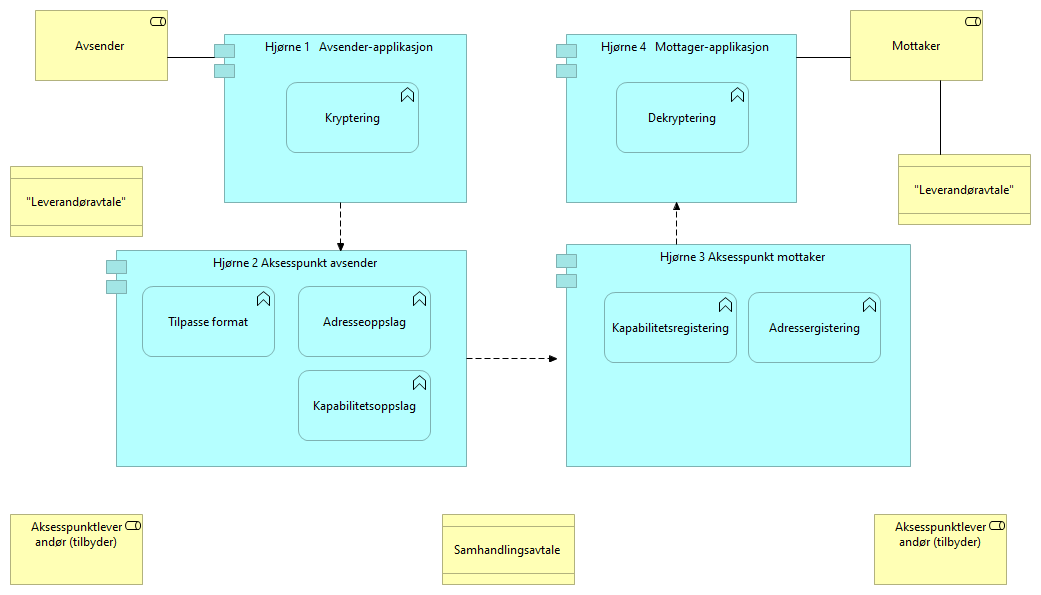 Avsender
Hjørne 1   Avsender-applikasjon
Kryptering
Hjørne 4   Mottager-applikasjon
Dekryptering
Mottaker
"Leverandøravtale"
"Leverandøravtale"
Hjørne 2 Aksesspunkt avsender
Tilpasse format
Adresseoppslag
Kapabilitetsoppslag
Hjørne 3 Aksesspunkt mottaker
Kapabilitetsregistering
Adressergistering
Aksesspunktlever
andør (tilbyder)
Samhandlingsavtale
Aksesspunktlever
andør (tilbyder)